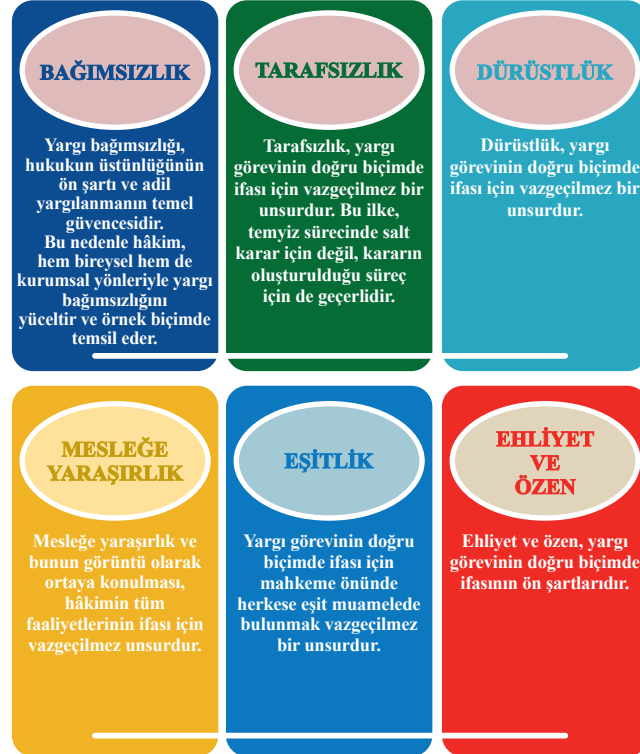 BAĞIMSIZLIK
Yargı bağımsızlığı,
hukukun üstünlüğünün
ön şartı ve adil
yargılanmanın temel
güvencesidir.
Bu nedenle hâkim,
hem bireysel hem de
kurumsal yönleriyle yargı
bağımsızlığını
yüceltir ve örnek biçimde
temsil eder.
TARAFSIZLIK
Tarafsızlık, yargı
görevinin doğru biçimde
ifası için vazgeçilmez bir
unsurdur. Bu ilke,
temyiz sürecinde salt
karar için değil, kararın
oluşturulduğu süreç
için de geçerlidir.
DÜRÜSTLÜK
Dürüstlük, yargı
görevinin doğru biçimde
ifası için vazgeçilmez bir
unsurdur.
MESLEĞE
YARAŞIRLIK
Mesleğe yaraşırlık ve
bunun görüntü olarak
ortaya konulması,
hâkimin tüm
faaliyetlerinin ifası için
vazgeçilmez unsurdur.
EŞİTLİK
Yargı görevinin doğru
biçimde ifası için
mahkeme önünde
herkese eşit muamelede
bulunmak vazgeçilmez
bir unsurdur.
EHLİYET
VE
ÖZEN
Ehliyet ve özen, yargı
görevinin doğru biçimde
ifasının ön şartlarıdır.